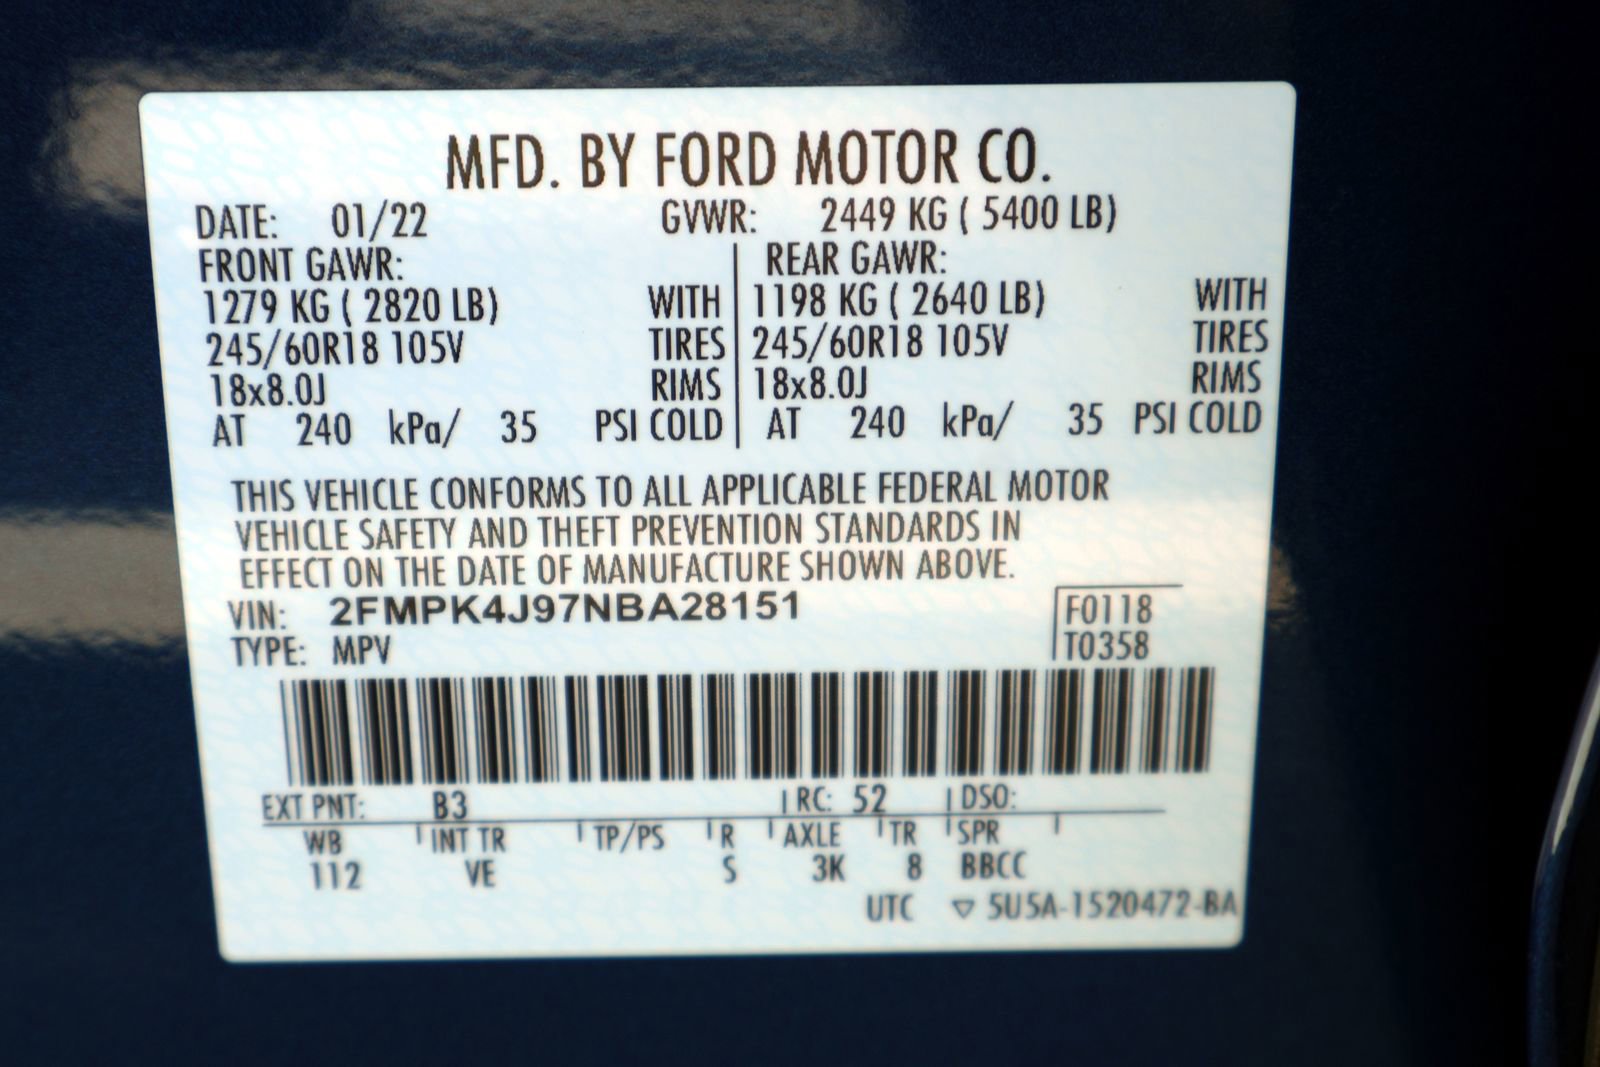 MFD. BY FORD MOTOR CO.
DATE: 01/22 GVWR: 2449 KG ( 5400 LB)
FRONT GAWR: REAR GAWR:
1279 KG ( 2820 LB) WITH 1198 KG ( 2640 LB) WITH
245/60R18 105V TIRES 245/60R18 105V TIRES
18x8.0J RIMS 18x8.0J RIMS
AT 240 kPa/ 35 PSI COLD AT 240 kPa/ 35 PSI COLD
THIS VEHICLE CONFORMS TO ALL APPLICABLE FEDERAL MOTOR
VEHICLE SAFETY AND THEFT PREVENTION STANDARDS IN
EFFECT ON THE DATE OF MANUFACTURE SHOWN ABOVE.
VIN: 2FMPK4J97NBA28151 F0118
TYPE: MPV T0358
EXT PNT: B3 RC: 52 DSO:
WB INT TR TP/PS R AXLE TR SPR
112 VE S 3K 8 BBCC
UTC ▽ 5U5A-1520472-BA